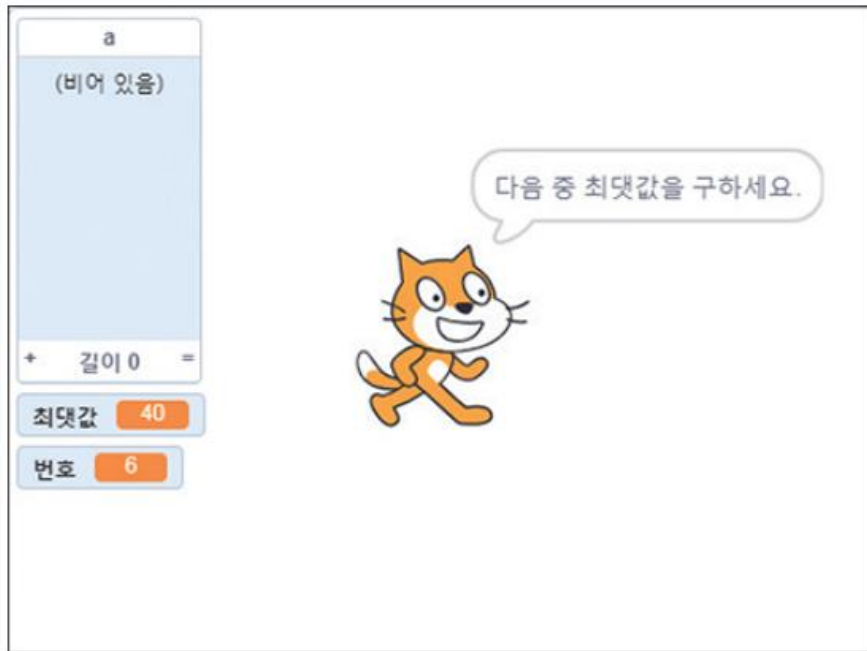 a
(비어 있음)
+ 길이 0 =
최댓값 40
번호 6
다음 중 최댓값을 구하세요.